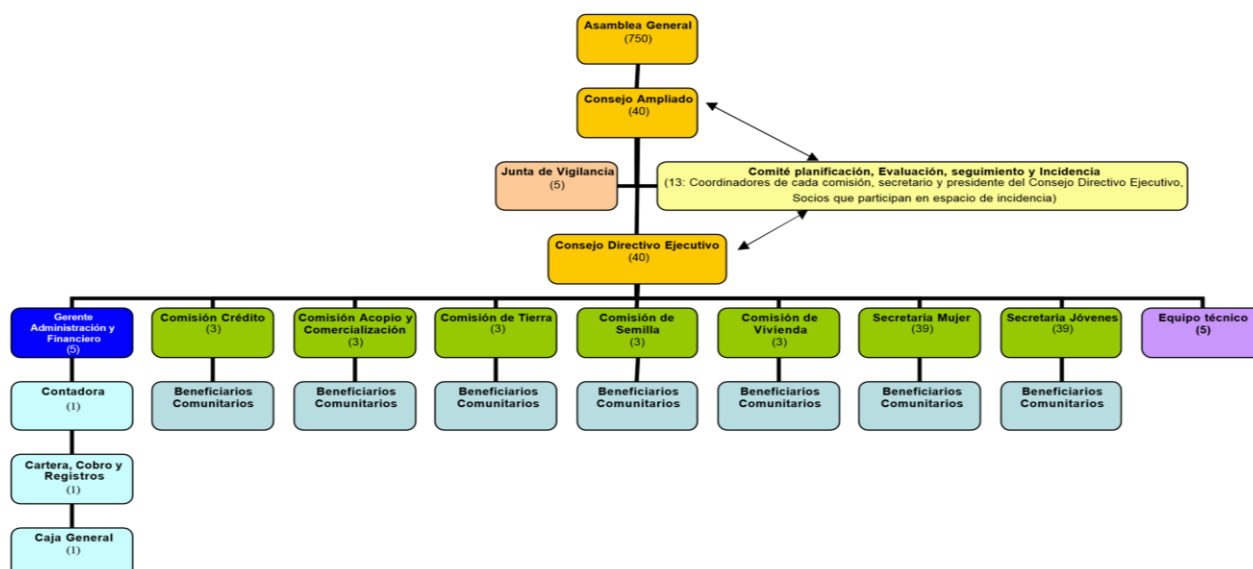 Asamblea General
(750)
Consejo Ampliado
(40)
Junta de Vigilancia
(5)
Comité planificación, Evaluación, seguimiento y Incidencia
(13: Coordinadores de cada comisión, secretario y presidente del Consejo Directivo Ejecutivo,
Socios que participan en espacio de incidencia)
Consejo Directivo Ejecutivo
(40)
Gerente
Administración y
Financiero
(5)
Comisión Crédito
(3)
Comisión Acopio y
Comercialización
(3)
Comisión de Tierra
(3)
Comisión de
Semilla
(3)
Comisión de
Vivienda
(3)
Secretaria Mujer
(39)
Secretaria Jóvenes
(39)
Equipo técnico
(5)
Contadora
(1)
Beneficiarios
Comunitarios
Beneficiarios
Comunitarios
Beneficiarios
Comunitarios
Beneficiarios
Comunitarios
Beneficiarios
Comunitarios
Beneficiarios
Comunitarios
Beneficiarios
Comunitarios
Cartera, Cobro y
Registros
(1)
Caja General
(1)